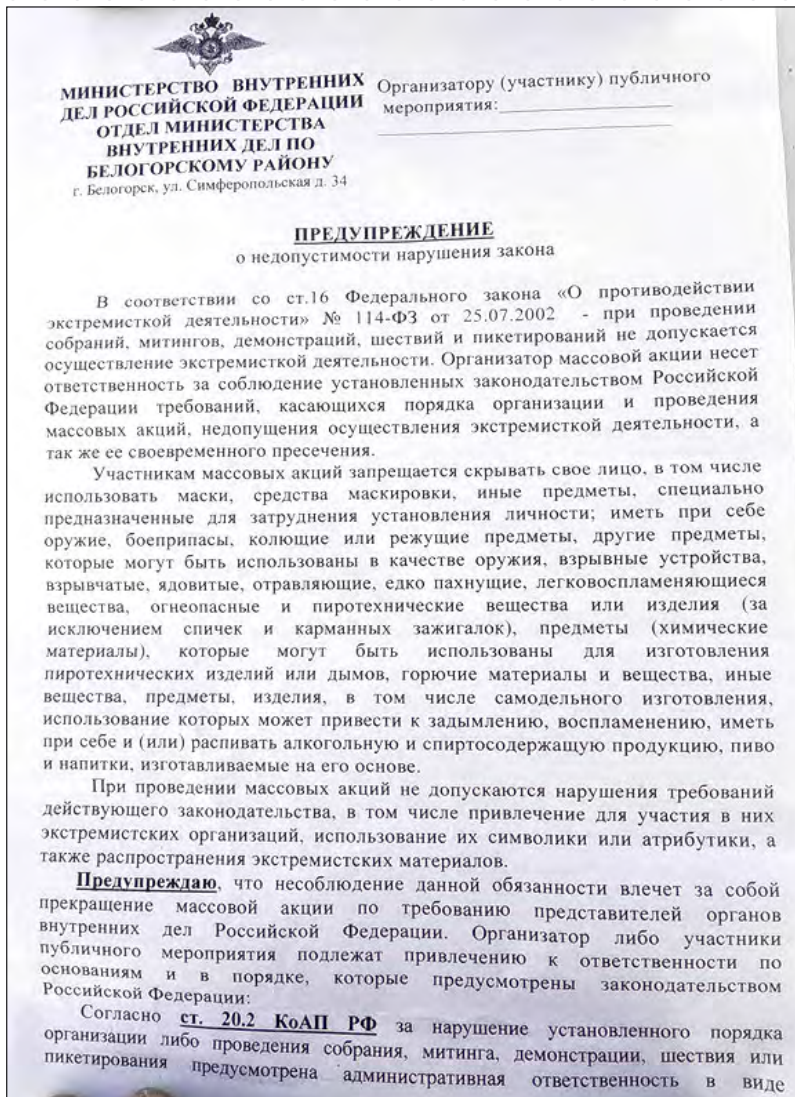 МИНИСТЕРСТВО ВНУТРЕННИХ
ДЕЛ РОССИЙСКОЙ ФЕДЕРАЦИИ
ОТДЕЛ МИНИСТЕРСТВА
ВНУТРЕННИХ ДЕЛ ПО
БЕЛОГОРСКОМУ РАЙОНУ
г. Белогорск, ул. Симферопольская д. 34
Организатору (участнику) публичного
мероприятия:
ПРЕДУПРЕЖДЕНИЕ
о недопустимости нарушения закона
В соответствии со ст.16 Федерального закона «О противодействии
экстремисткой деятельности» № 114-ФЗ от 25.07.2002 - при проведении
собраний, митингов, демонстраций, шествий и пикетирований не допускается
осуществление экстремисткой деятельности. Организатор массовой акции несет
ответственность за соблюдение установленных законодательством Российской
Федерации требований, касающихся порядка организации и проведения
массовых акций, недопущения осуществления экстремисткой деятельности, а
так же ее своевременного пресечения.
Участникам массовых акций запрещается скрывать свое лицо, в том числе
использовать маски, средства маскировки, иные предметы, специально
предназначенные для затруднения установления личности; иметь при себе
оружие, боеприпасы, колющие или режущие предметы, другие предметы,
которые могут быть использованы в качестве оружия, взрывные устройства,
взрывчатые, ядовитые, отравляющие, едко пахнущие, легковоспламеняющиеся
вещества, огнеопасные и пиротехнические вещества или изделия (за
исключением спичек и карманных зажигалок), предметы (химические
материалы), которые могут быть использованы для изготовления
пиротехнических изделий или дымов, горючие материалы и вещества, иные
вещества, предметы, изделия, в том числе самодельного изготовления,
использование которых может привести к задымлению, воспламенению, иметь
при себе и (или) распивать алкогольную и спиртосодержащую продукцию, пиво
и напитки, изготавливаемые на его основе.
При проведении массовых акций не допускаются нарушения требований
действующего законодательства, в том числе привлечение для участия в них
экстремистских организаций, использование их символики или атрибутики, а
также распространения экстремистских материалов.
Предупреждаю, что несоблюдение данной обязанности влечет за собой
прекращение массовой акции по требованию представителей органов
внутренних дел Российской Федерации. Организатор либо участники
публичного мероприятия подлежат привлечению к ответственности по
основаниям и в порядке, которые предусмотрены законодательством
Российской Федерации:
Согласно ст. 20.2 КоАП РФ за нарушение установленного порядка
организации либо проведения собрания, митинга, демонстрации, шествия или
пикетирования предусмотрена административная ответственность в виде